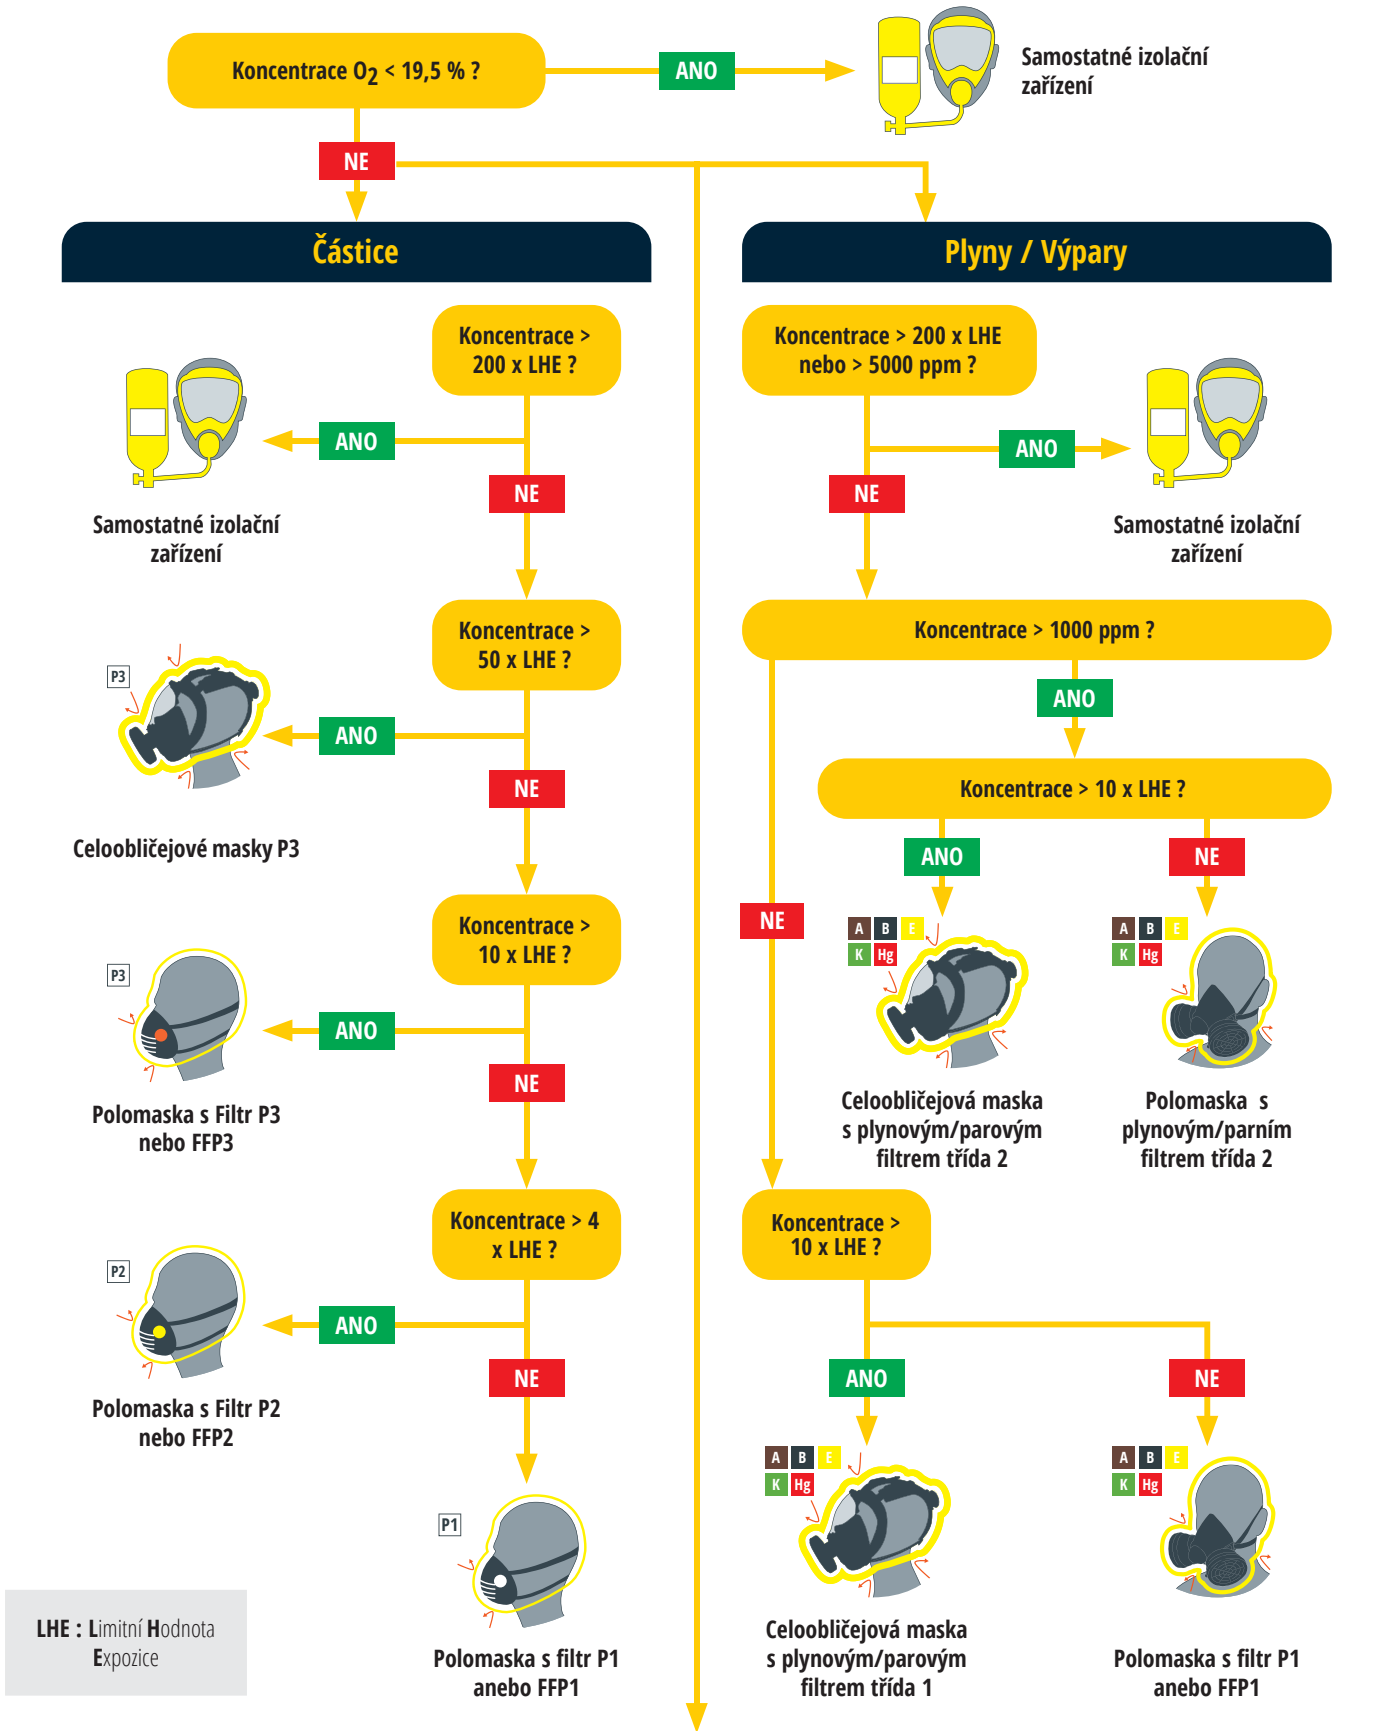 Koncentrace O2 < 19,5 % ?
ANO
Samostatné izolační
zařízení
NE
Částice
Koncentrace >
200 x LHE ?
ANO
Samostatné izolační
zařízení
NE
Koncentrace >
50 x LHE ?
P3
ANO
Celoobličejové masky P3
NE
Koncentrace >
10 x LHE ?
P3
ANO
Polomaska s Filtr P3
nebo FFP3
NE
Koncentrace > 4
x LHE ?
P2
ANO
Polomaska s Filtr P2
nebo FFP2
NE
P1
Polomaska s filtr P1
anebo FFP1
LHE : Limitní Hodnota
Expozice
Plyny / Výpary
Koncentrace > 200 x LHE
nebo > 5000 ppm ?
ANO
Samostatné izolační
zařízení
NE
Koncentrace > 1000 ppm ?
ANO
Koncentrace > 10 x LHE ?
ANO
A B E
K Hg
Celoobličejová maska
s plynovým/parovým
filtrem třída 2
NE
A B E
K Hg
Polomaska s
plynovým/parním
filtrem třída 2
NE
Koncentrace >
10 x LHE ?
ANO
A B E
K Hg
Celoobličejová maska
s plynovým/parovým
filtrem třída 1
NE
A B E
K Hg
Polomaska s filtr P1
anebo FFP1